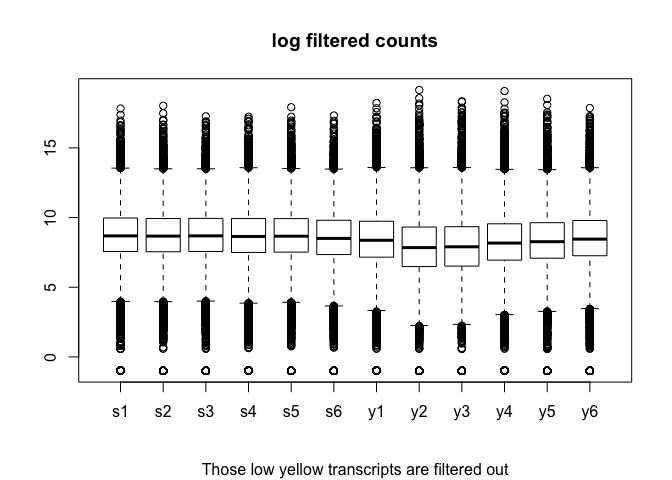 log filtered counts
15
10
5
0
s1 s2 s3 s4 s5 s6 y1 y2 y3 y4 y5 y6
Those low yellow transcripts are filtered out